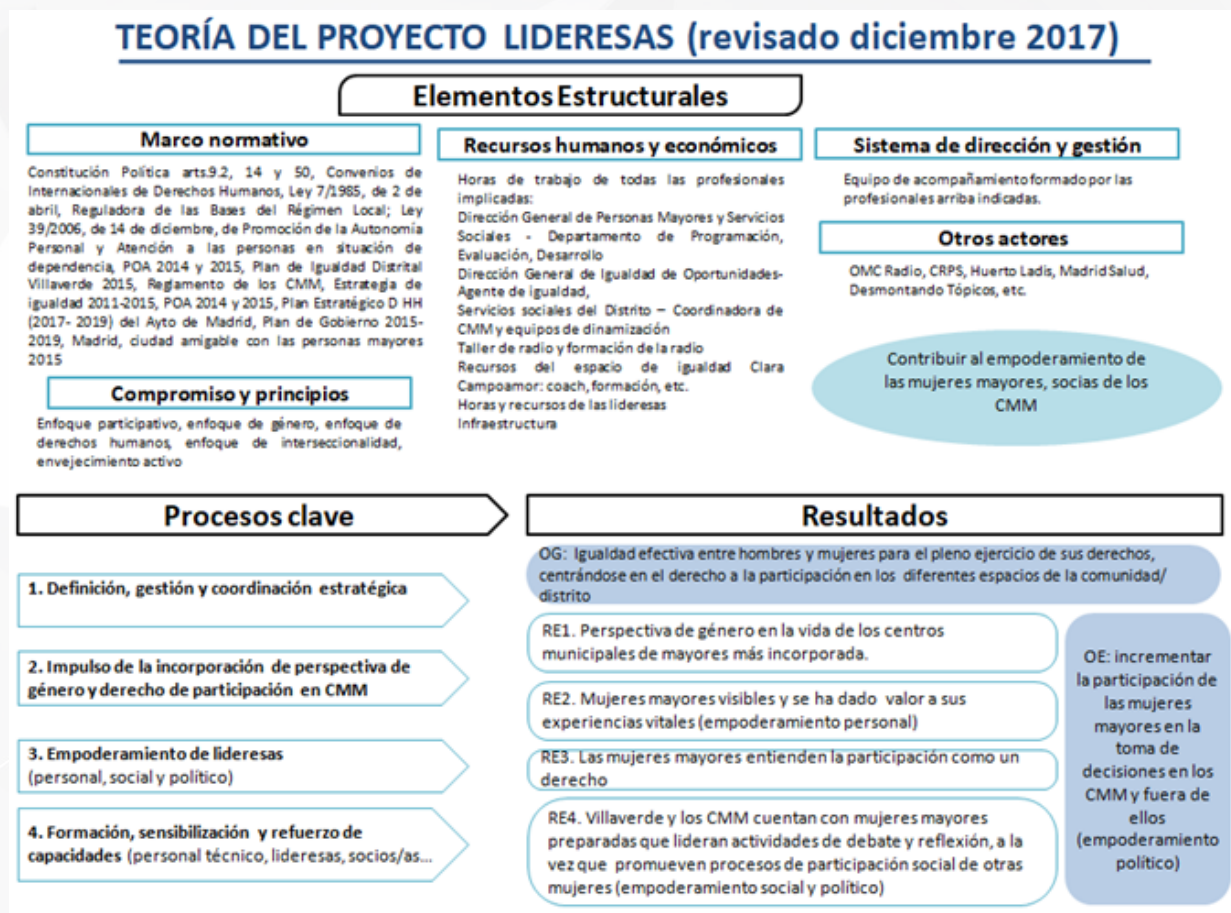 TEORÍA DEL PROYECTO LIDERESAS (revisado diciembre 2017)
Elementos Estructurales
Marco normativo
Constitución Política arts.9.2, 14 y 50, Convenios de
Internacionales de Derechos Humanos, Ley 7/1985, de 2 de
abril, Reguladora de las Bases del Régimen Local; Ley
39/2006, de 14 de diciembre, de Promoción de la Autonomía
Personal y Atención a las personas en situación de
dependencia, POA 2014 y 2015, Plan de Igualdad Distrital
Villaverde 2015, Reglamento de los CMM, Estrategia de
igualdad 2011-2015, POA 2014 y 2015, Plan Estratégico D HH
(2017- 2019) del Ayto de Madrid, Plan de Gobierno 2015-
2019, Madrid, ciudad amigable con las personas mayores
2015
Compromiso y principios
Enfoque participativo, enfoque de género, enfoque de
derechos humanos, enfoque de interseccionalidad,
envejecimiento activo
Recursos humanos y económicos
Horas de trabajo de todas las profesionales
implicadas:
Dirección General de Personas Mayores y Servicios
Sociales - Departamento de Programación,
Evaluación, Desarrollo
Dirección General de Igualdad de Oportunidades-
Agente de igualdad,
Servicios sociales del Distrito – Coordinadora de
CMM y equipos de dinamización
Taller de radio y formación de la radio
Recursos del espacio de igualdad Clara
Campoamor: coach, formación, etc.
Horas y recursos de las lideresas
Infraestructura
Sistema de dirección y gestión
Equipo de acompañamiento formado por las
profesionales arriba indicadas.
Otros actores
OMC Radio, CRPS, Huerto Ladis, Madrid Salud,
Desmontando Tópicos, etc.
Contribuir al empoderamiento de
las mujeres mayores, socias de los
CMM
Procesos clave
1. Definición, gestión y coordinación estratégica
2. Impulso de la incorporación de perspectiva de
género y derecho de participación en CMM
3. Empoderamiento de lideresas
(personal, social y político)
4. Formación, sensibilización y refuerzo de
capacidades (personal técnico, lideresas, socios/as...
Resultados
OG: Igualdad efectiva entre hombres y mujeres para el pleno ejercicio de sus derechos,
centrándose en el derecho a la participación en los diferentes espacios de la comunidad/
distrito
RE1. Perspectiva de género en la vida de los centros
municipales de mayores más incorporada.
RE2. Mujeres mayores visibles y se ha dado valor a sus
experiencias vitales (empoderamiento personal)
RE3. Las mujeres mayores entienden la participación como un
derecho
RE4. Villaverde y los CMM cuentan con mujeres mayores
preparadas que lideran actividades de debate y reflexión, a la
vez que promueven procesos de participación social de otras
mujeres (empoderamiento social y político)
OE: incrementar
la participación de
las mujeres
mayores en la
toma de
decisiones en los
CMM y fuera de
ellos
(empoderamiento
político)